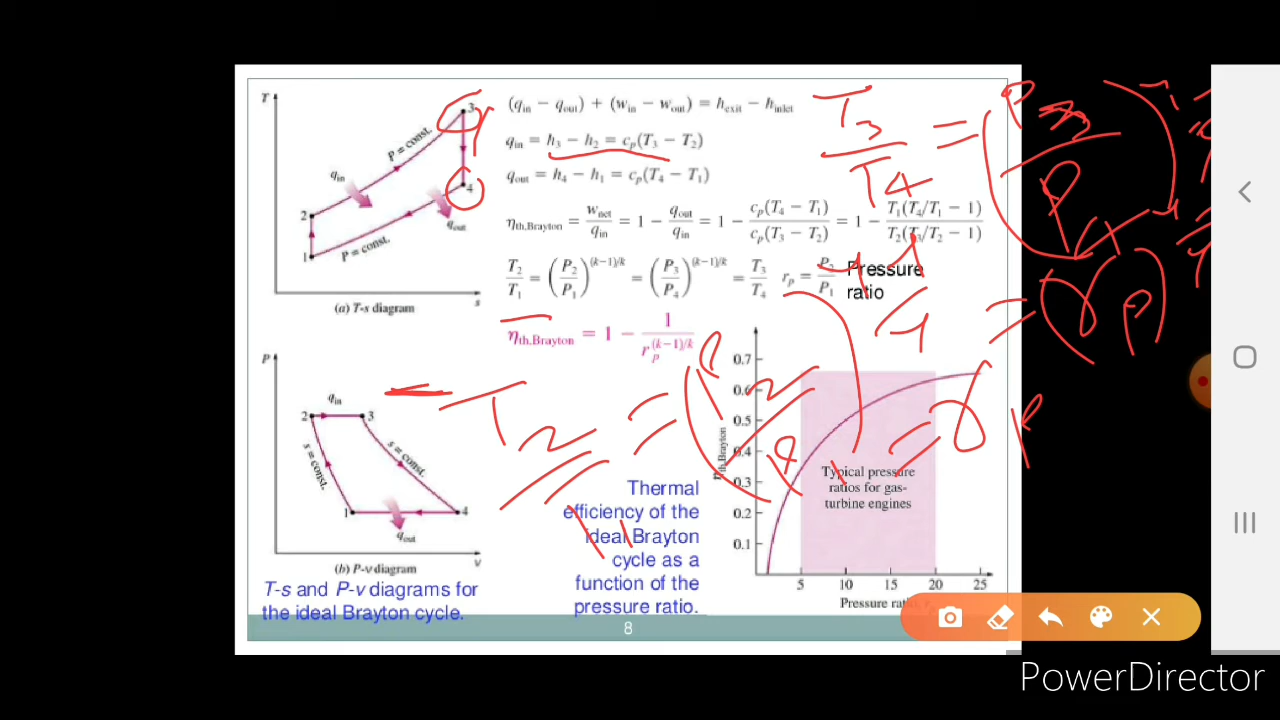 T
3
P = const.
q_in
4
2
q_out
1
P = const.
s
(a) T-s diagram
(q_in − q_out) + (w_in − w_out) = h_exit − h_inlet
q_in = h_3 − h_2 = c_p(T_3 − T_2)
q_out = h_4 − h_1 = c_p(T_4 − T_1)
η_th,Brayton = w_net/q_in = 1 − q_out/q_in = 1 − c_p(T_4 − T_1)/c_p(T_3 − T_2) = 1 − T_1(T_4/T_1 − 1)/T_2(T_3/T_2 − 1)
T_2/T_1 = (P_2/P_1)^(k−1)/k = (P_3/P_4)^(k−1)/k = T_3/T_4 r_p = P_2/P_1 Pressure
ratio
η_th,Brayton = 1 − 1/r_p^(k−1)/k
T_3/T_4 =
P
q_in
2
3
s = const.
s = const.
1
4
q_out
v
(b) P-v diagram
T-s and P-v diagrams for
the ideal Brayton cycle.
Thermal
efficiency of the
ideal Brayton
cycle as a
function of the
pressure ratio.
0.7
0.6
0.5
0.4
0.3
0.2
0.1
η_th,Brayton
Typical pressure
ratios for gas-
turbine engines
5 10 15 20 25
Pressure
8
PowerDirector